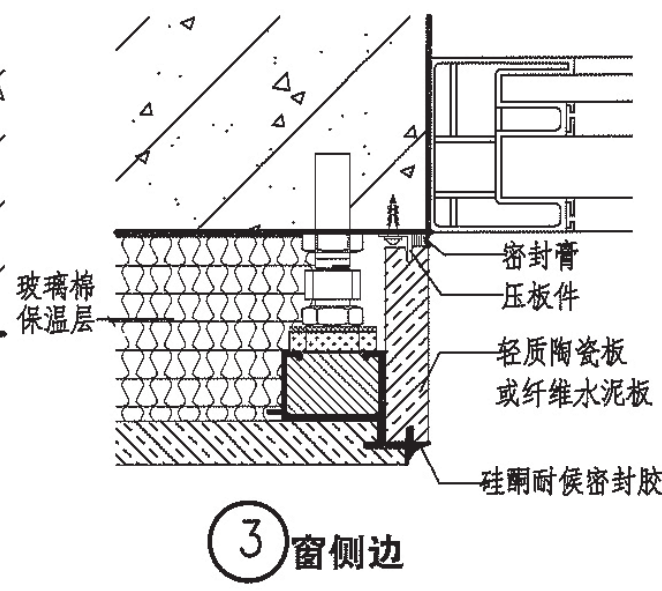 玻璃棉
保温层
密封膏
压板件
轻质陶瓷板
或纤维水泥板
硅酮耐候密封胶
3 窗侧边